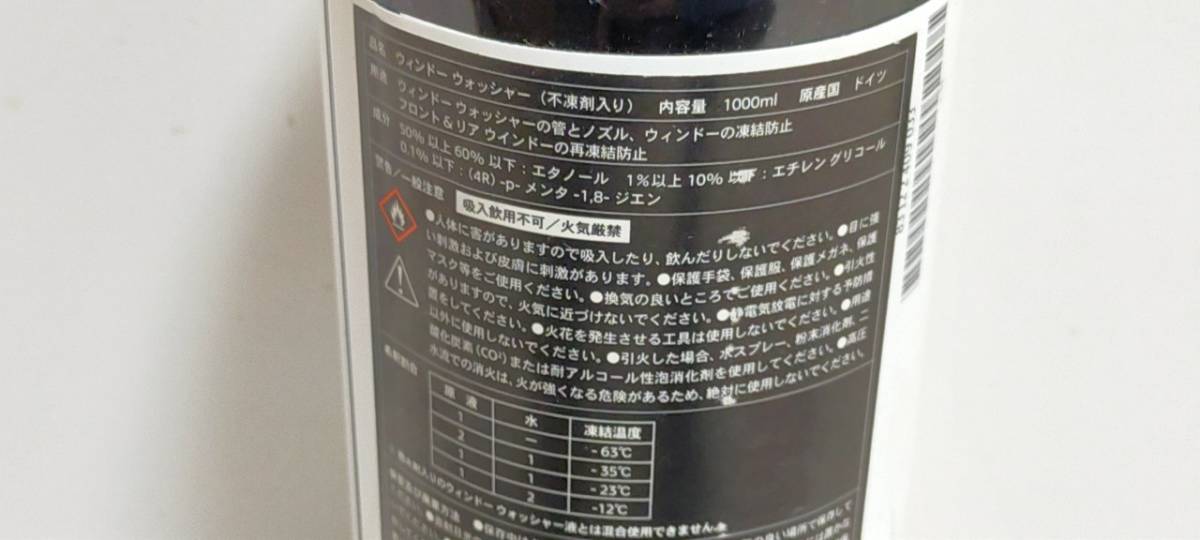 品名 ウィンドー ウォッシャー（不凍剤入り） 内容量 1000ml 原産国 ドイツ
用途 ウィンドー ウォッシャーの管とノズル、ウィンドーの凍結防止
フロント＆リア ウインドーの再凍結防止
成分 50% 以上 60% 以下：エタノール 1%以上 10% 以下：エチレン グリコール
0.1% 以下：(4R) -p- メンタ -1,8- ジエン
警告／一般注意 吸入飲用不可／火気厳禁
●人体に害がありますので吸入したり、飲んだりしないでください。●目に強
い刺激および皮膚に刺激があります。●保護手袋、保護服、保護メガネ、保護
マスク等をご使用ください。●換気の良いところでご使用ください。●引火性
がありますので、火気に近づけないでください。●静電気放電に対する予防措
置をしてください。●火花を発生させる工具は使用しないでください。●用途
以外に使用しないでください。●引火した場合、水スプレー、粉末消化剤、二
酸化炭素（CO²）または耐アルコール性泡消化剤を使用してください。●高圧
水流での消火は、火が強くなる危険があるため、絶対に使用しないでください。
希釈割合
原液 水 凍結温度
1 — -63℃
2 1 -35℃
1 1 -23℃
1 2 -12℃
入りのウィンドー ウォッシャー液とは混合使用できません。